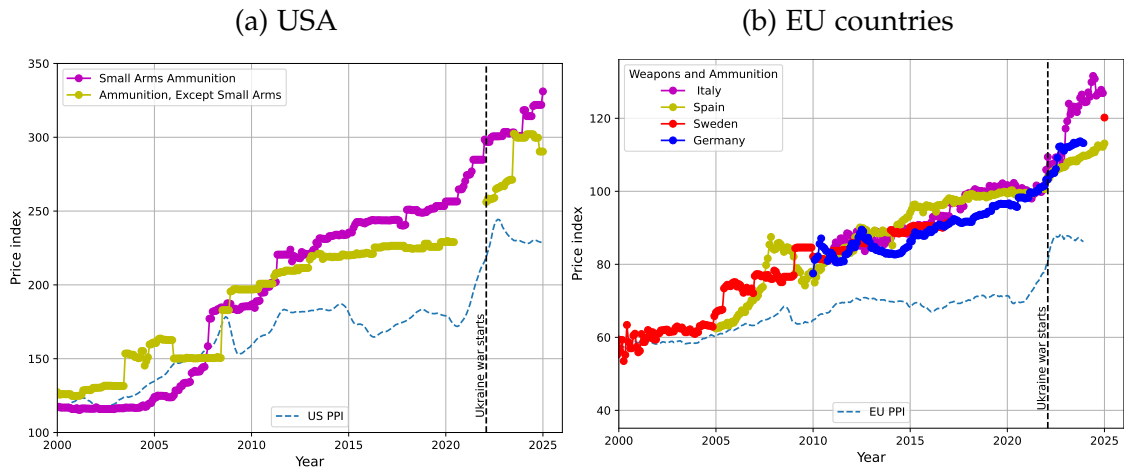 (a) USA
350
300
250
200
150
100
2000
2005
2010
2015
2020
2025
Price index
Year
Small Arms Ammunition
Ammunition, Except Small Arms
US PPI
Ukraine war starts
(b) EU countries
120
100
80
60
40
2000
2005
2010
2015
2020
2025
Price index
Year
Weapons and Ammunition
Italy
Spain
Sweden
Germany
EU PPI
Ukraine war starts